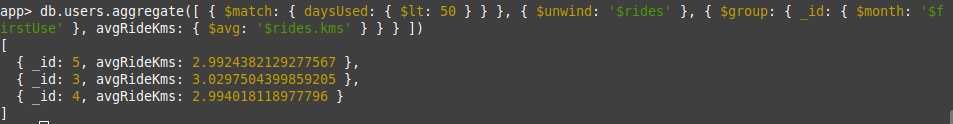 app> db.users.aggregate([ { $match: { daysUsed: { $lt: 50 } } }, { $unwind: '$rides' }, { $group: { _id: { $month: '$f
irstUse' }, avgRideKms: { $avg: '$rides.kms' } } } ])
[
  { _id: 5, avgRideKms: 2.9924382129277567 },
  { _id: 3, avgRideKms: 3.0297504399859205 },
  { _id: 4, avgRideKms: 2.994018118977796 }
]